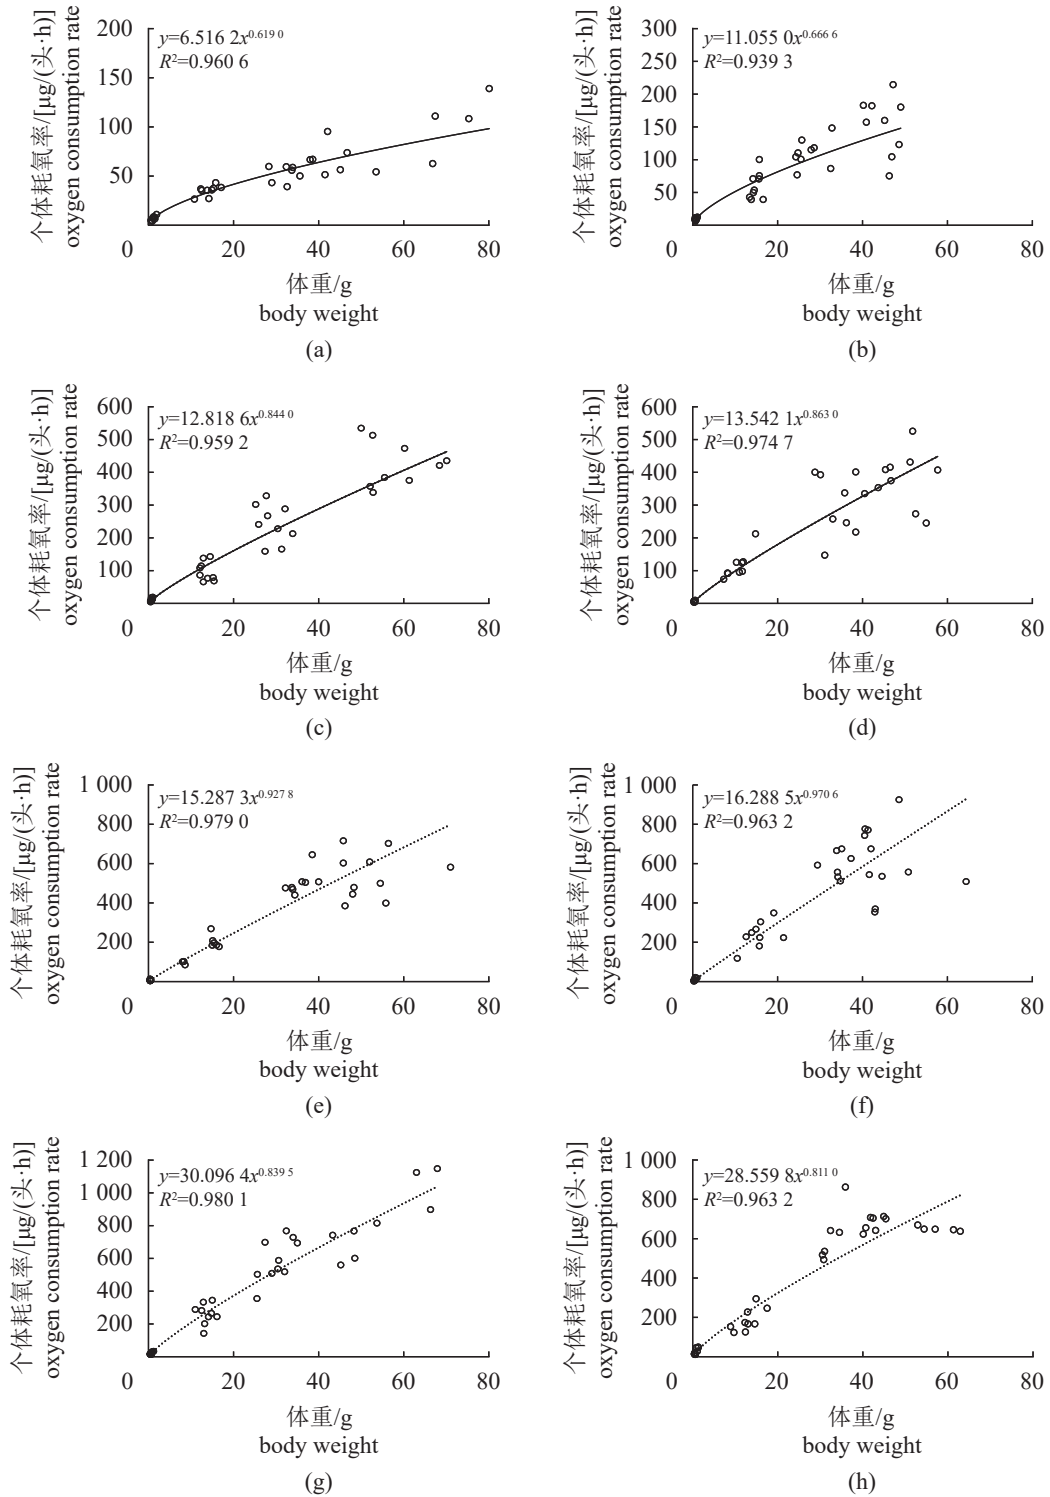 个体耗氧率/[μg/(头·h)]
oxygen consumption rate
200
150
100
50
0
20
40
60
80
y=6.516 2x^0.619 0
R²=0.960 6
体重/g
body weight
(a)
个体耗氧率/[μg/(头·h)]
oxygen consumption rate
300
250
200
150
100
50
0
20
40
60
80
y=11.055 0x^0.666 6
R²=0.939 3
体重/g
body weight
(b)
个体耗氧率/[μg/(头·h)]
oxygen consumption rate
600
500
400
300
200
100
0
20
40
60
80
y=12.818 6x^0.844 0
R²=0.959 2
体重/g
body weight
(c)
个体耗氧率/[μg/(头·h)]
oxygen consumption rate
600
500
400
300
200
100
0
20
40
60
80
y=13.542 1x^0.863 0
R²=0.974 7
体重/g
body weight
(d)
个体耗氧率/[μg/(头·h)]
oxygen consumption rate
1 000
800
600
400
200
0
20
40
60
80
y=15.287 3x^0.927 8
R²=0.979 0
体重/g
body weight
(e)
个体耗氧率/[μg/(头·h)]
oxygen consumption rate
1 000
800
600
400
200
0
20
40
60
80
y=16.288 5x^0.970 6
R²=0.963 2
体重/g
body weight
(f)
个体耗氧率/[μg/(头·h)]
oxygen consumption rate
1 200
1 000
800
600
400
200
0
20
40
60
80
y=30.096 4x^0.839 5
R²=0.980 1
体重/g
body weight
(g)
个体耗氧率/[μg/(头·h)]
oxygen consumption rate
1 000
800
600
400
200
0
20
40
60
80
y=28.559 8x^0.811 0
R²=0.963 2
体重/g
body weight
(h)